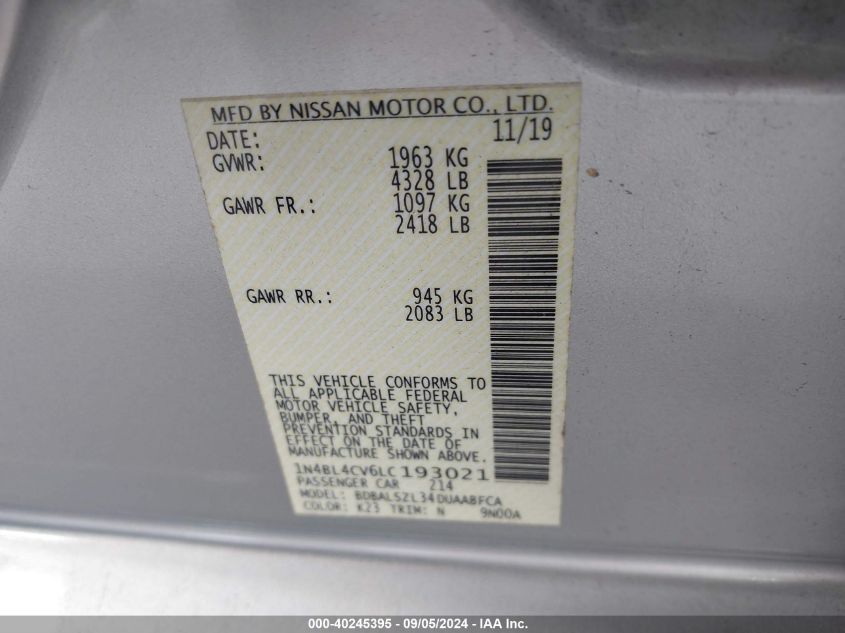 MFD BY NISSAN MOTOR CO., LTD.
DATE: 11/19
GVWR: 1963 KG
4328 LB
GAWR FR.: 1097 KG
2418 LB
GAWR RR.: 945 KG
2083 LB
THIS VEHICLE CONFORMS TO
ALL APPLICABLE FEDERAL
MOTOR VEHICLE SAFETY,
BUMPER, AND THEFT
PREVENTION STANDARDS IN
EFFECT ON THE DATE OF
MANUFACTURE SHOWN ABOVE.
1N4BL4CV6LC193021
PASSENGER CAR 214
MODEL: BDBALSZL34DUAABFCA
COLOR: K23 TRIM: N 9N00A
000-40245395 - 09/05/2024 - IAA Inc.